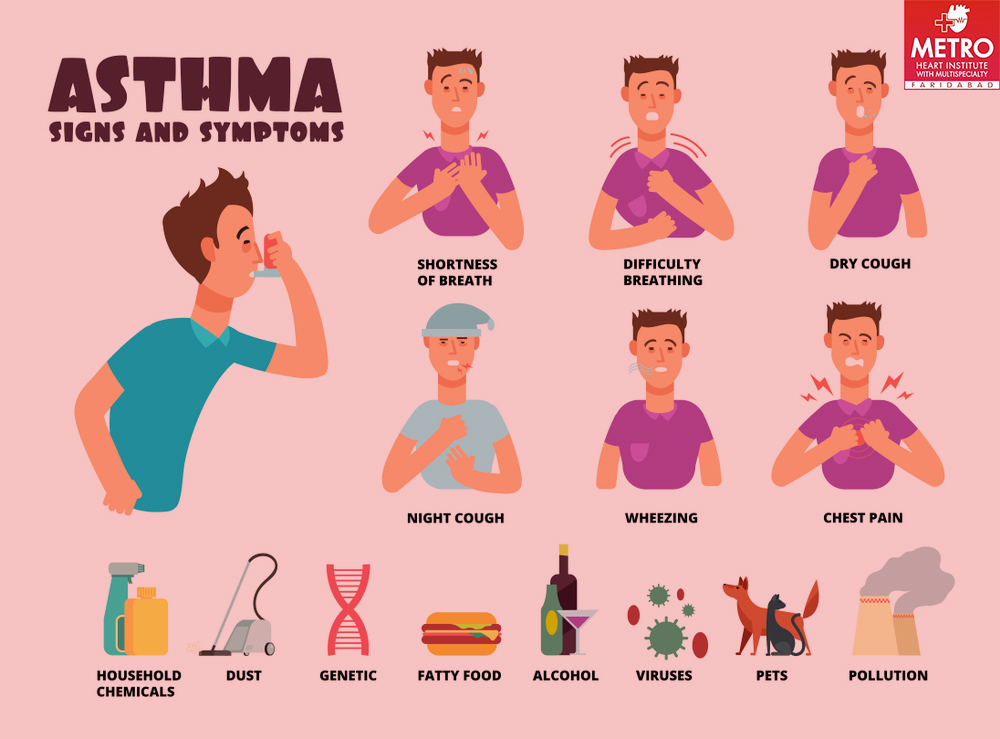 ASTHMA
SIGNS AND SYMPTOMS
METRO
HEART INSTITUTE
WITH MULTISPECIALTY
FARIDABAD
SHORTNESS
OF BREATH
DIFFICULTY
BREATHING
DRY COUGH
NIGHT COUGH
WHEEZING
CHEST PAIN
HOUSEHOLD
CHEMICALS
DUST
GENETIC
FATTY FOOD
ALCOHOL
VIRUSES
PETS
POLLUTION